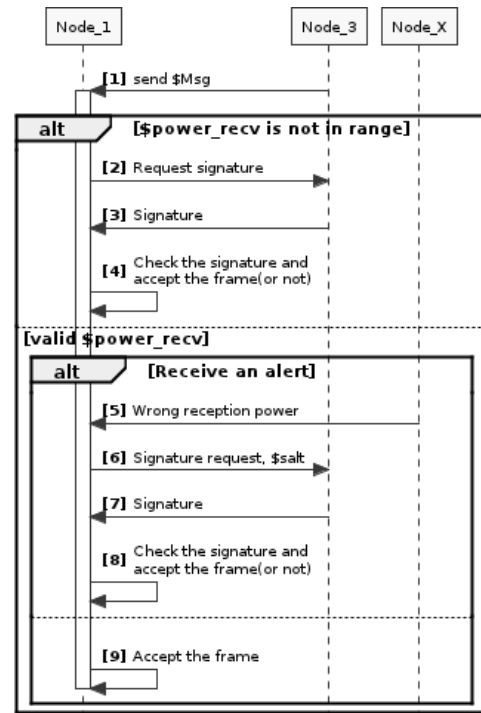 Node_1 Node_3 Node_X
[1] send $Msg
alt [$power_recv is not in range]
[2] Request signature
[3] Signature
[4] Check the signature and
accept the frame(or not)
[valid $power_recv]
alt [Receive an alert]
[5] Wrong reception power
[6] Signature request, $salt
[7] Signature
[8] Check the signature and
accept the frame(or not)
[9] Accept the frame